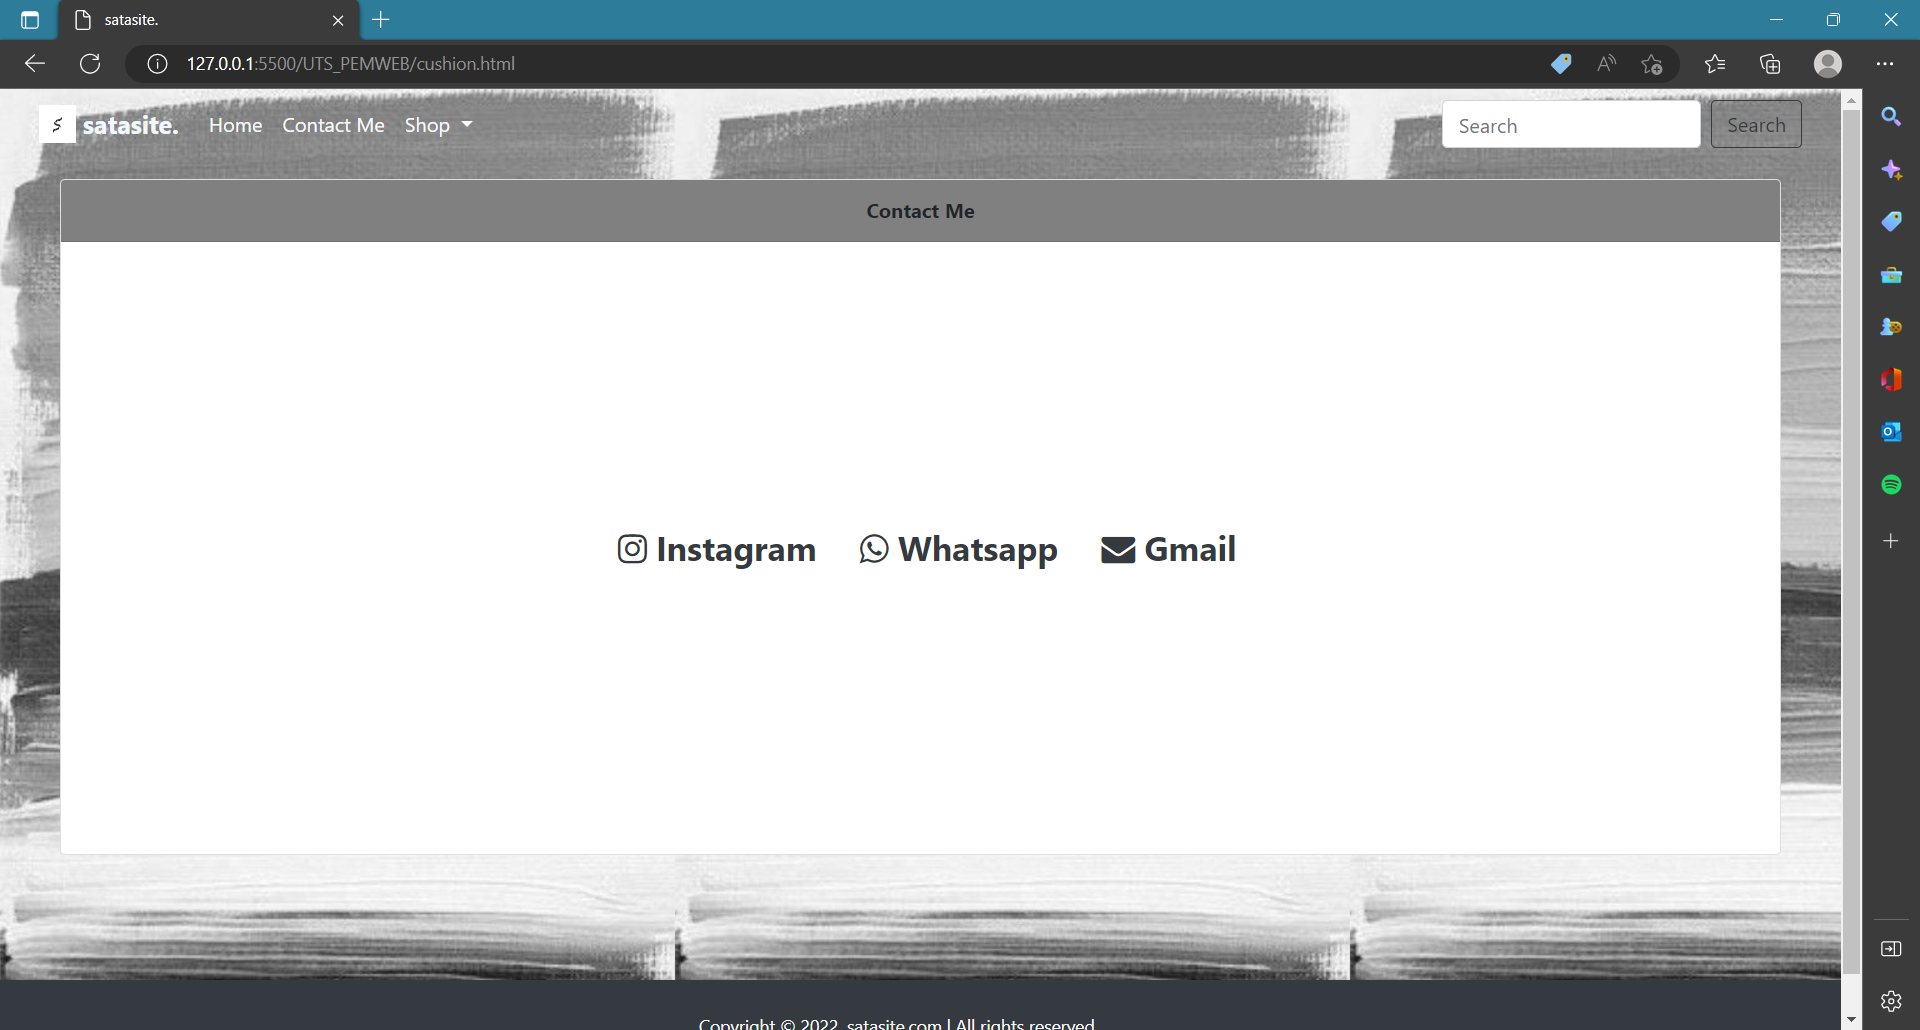 satasite.
127.0.0.1:5500/UTS_PEMWEB/cushion.html
satasite. Home Contact Me Shop Search Search
Contact Me
Instagram Whatsapp Gmail
Copyright © 2022 satasite.com | All rights reserved